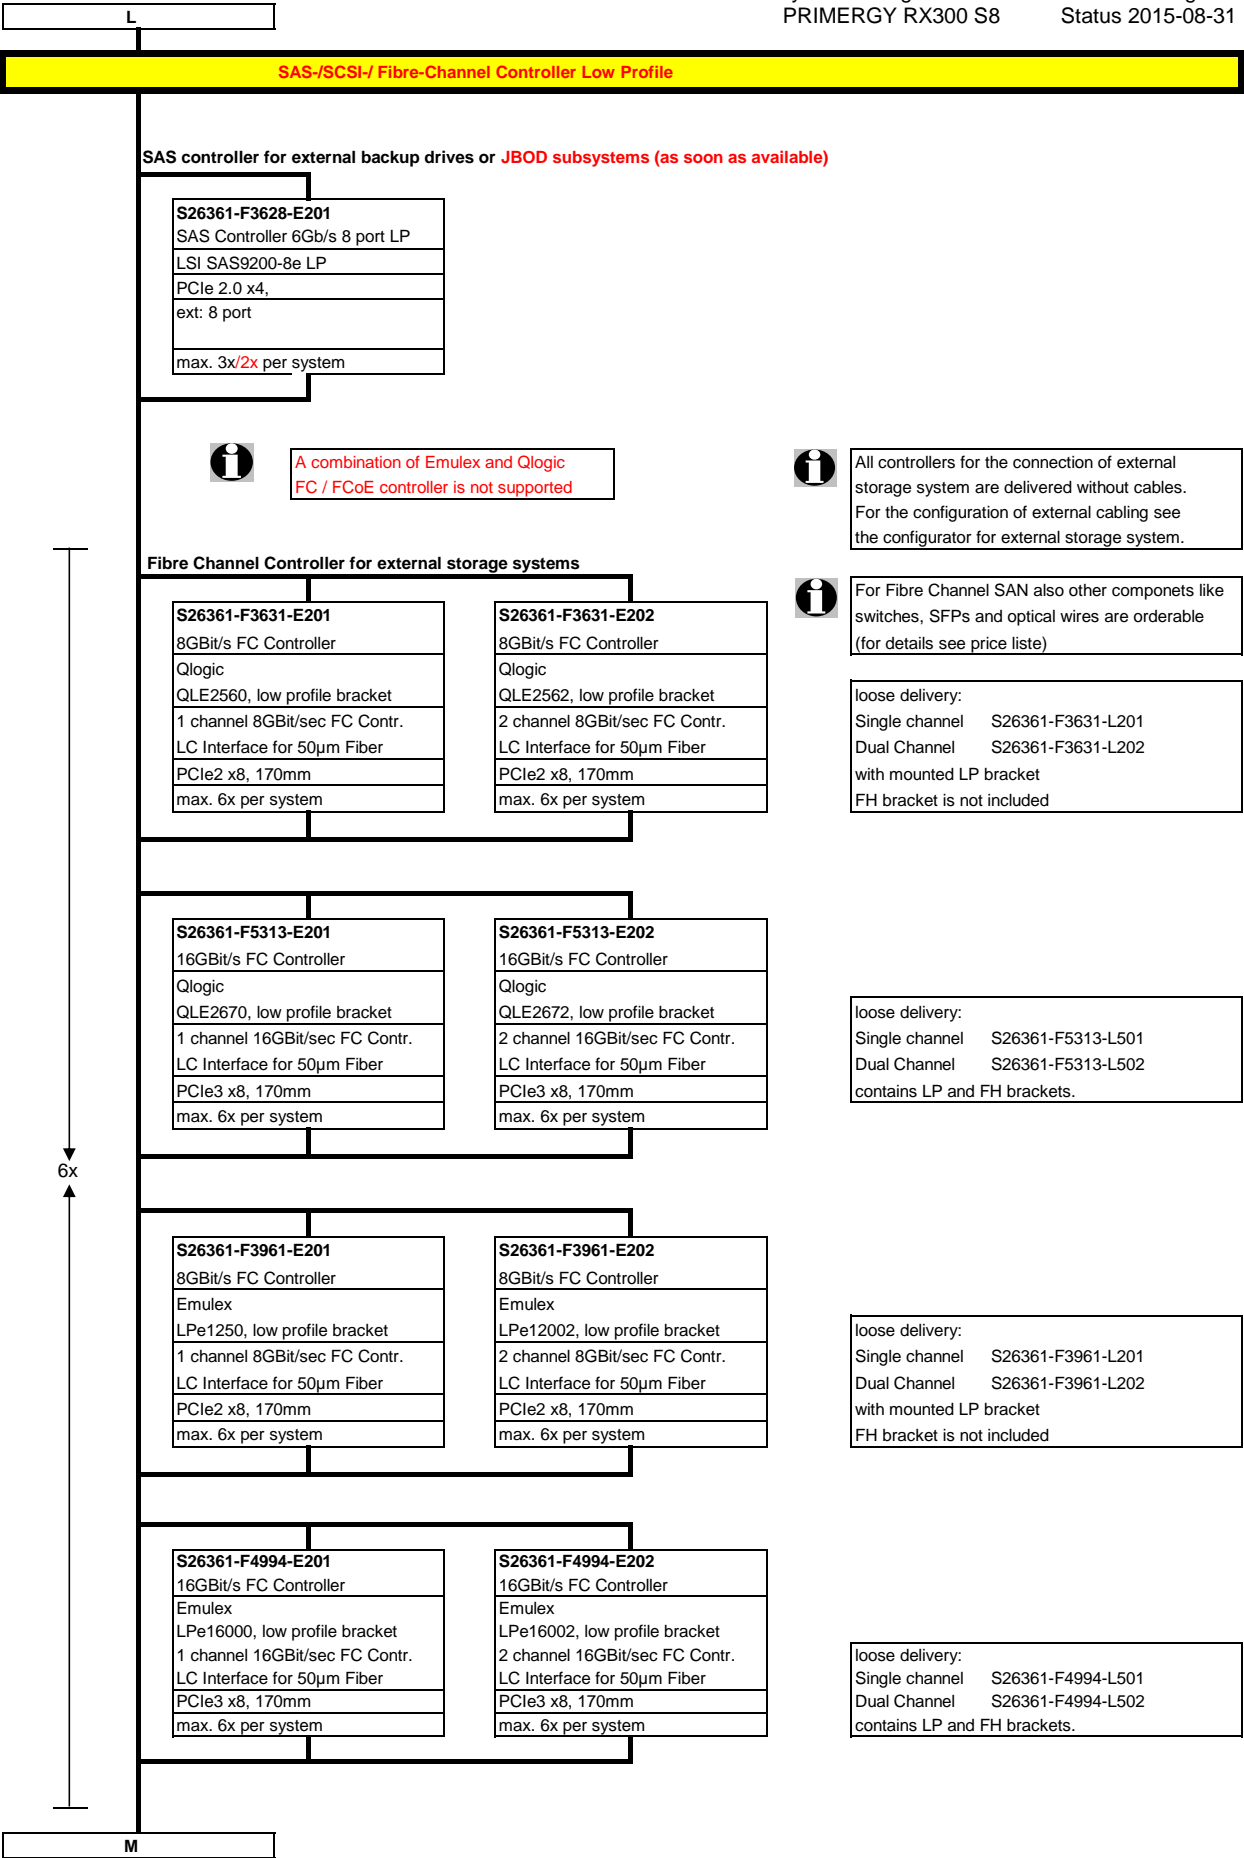 L
PRIMERGY RX300 S8 Status 2015-08-31
SAS-/SCSI-/ Fibre-Channel Controller Low Profile
SAS controller for external backup drives or JBOD subsystems (as soon as available)
S26361-F3628-E201
SAS Controller 6Gb/s 8 port LP
LSI SAS9200-8e LP
PCIe 2.0 x4,
ext: 8 port
max. 3x/2x per system
A combination of Emulex and Qlogic
FC / FCoE controller is not supported
All controllers for the connection of external
storage system are delivered without cables.
For the configuration of external cabling see
the configurator for external storage system.
Fibre Channel Controller for external storage systems
For Fibre Channel SAN also other componets like
switches, SFPs and optical wires are orderable
(for details see price liste)
S26361-F3631-E201
8GBit/s FC Controller
Qlogic
QLE2560, low profile bracket
1 channel 8GBit/sec FC Contr.
LC Interface for 50µm Fiber
PCIe2 x8, 170mm
max. 6x per system
S26361-F3631-E202
8GBit/s FC Controller
Qlogic
QLE2562, low profile bracket
2 channel 8GBit/sec FC Contr.
LC Interface for 50µm Fiber
PCIe2 x8, 170mm
max. 6x per system
loose delivery:
Single channel S26361-F3631-L201
Dual Channel S26361-F3631-L202
with mounted LP bracket
FH bracket is not included
S26361-F5313-E201
16GBit/s FC Controller
Qlogic
QLE2670, low profile bracket
1 channel 16GBit/sec FC Contr.
LC Interface for 50µm Fiber
PCIe3 x8, 170mm
max. 6x per system
S26361-F5313-E202
16GBit/s FC Controller
Qlogic
QLE2672, low profile bracket
2 channel 16GBit/sec FC Contr.
LC Interface for 50µm Fiber
PCIe3 x8, 170mm
max. 6x per system
loose delivery:
Single channel S26361-F5313-L501
Dual Channel S26361-F5313-L502
contains LP and FH brackets.
6x
S26361-F3961-E201
8GBit/s FC Controller
Emulex
LPe1250, low profile bracket
1 channel 8GBit/sec FC Contr.
LC Interface for 50µm Fiber
PCIe2 x8, 170mm
max. 6x per system
S26361-F3961-E202
8GBit/s FC Controller
Emulex
LPe12002, low profile bracket
2 channel 8GBit/sec FC Contr.
LC Interface for 50µm Fiber
PCIe2 x8, 170mm
max. 6x per system
loose delivery:
Single channel S26361-F3961-L201
Dual Channel S26361-F3961-L202
with mounted LP bracket
FH bracket is not included
S26361-F4994-E201
16GBit/s FC Controller
Emulex
LPe16000, low profile bracket
1 channel 16GBit/sec FC Contr.
LC Interface for 50µm Fiber
PCIe3 x8, 170mm
max. 6x per system
S26361-F4994-E202
16GBit/s FC Controller
Emulex
LPe16002, low profile bracket
2 channel 16GBit/sec FC Contr.
LC Interface for 50µm Fiber
PCIe3 x8, 170mm
max. 6x per system
loose delivery:
Single channel S26361-F4994-L501
Dual Channel S26361-F4994-L502
contains LP and FH brackets.
M